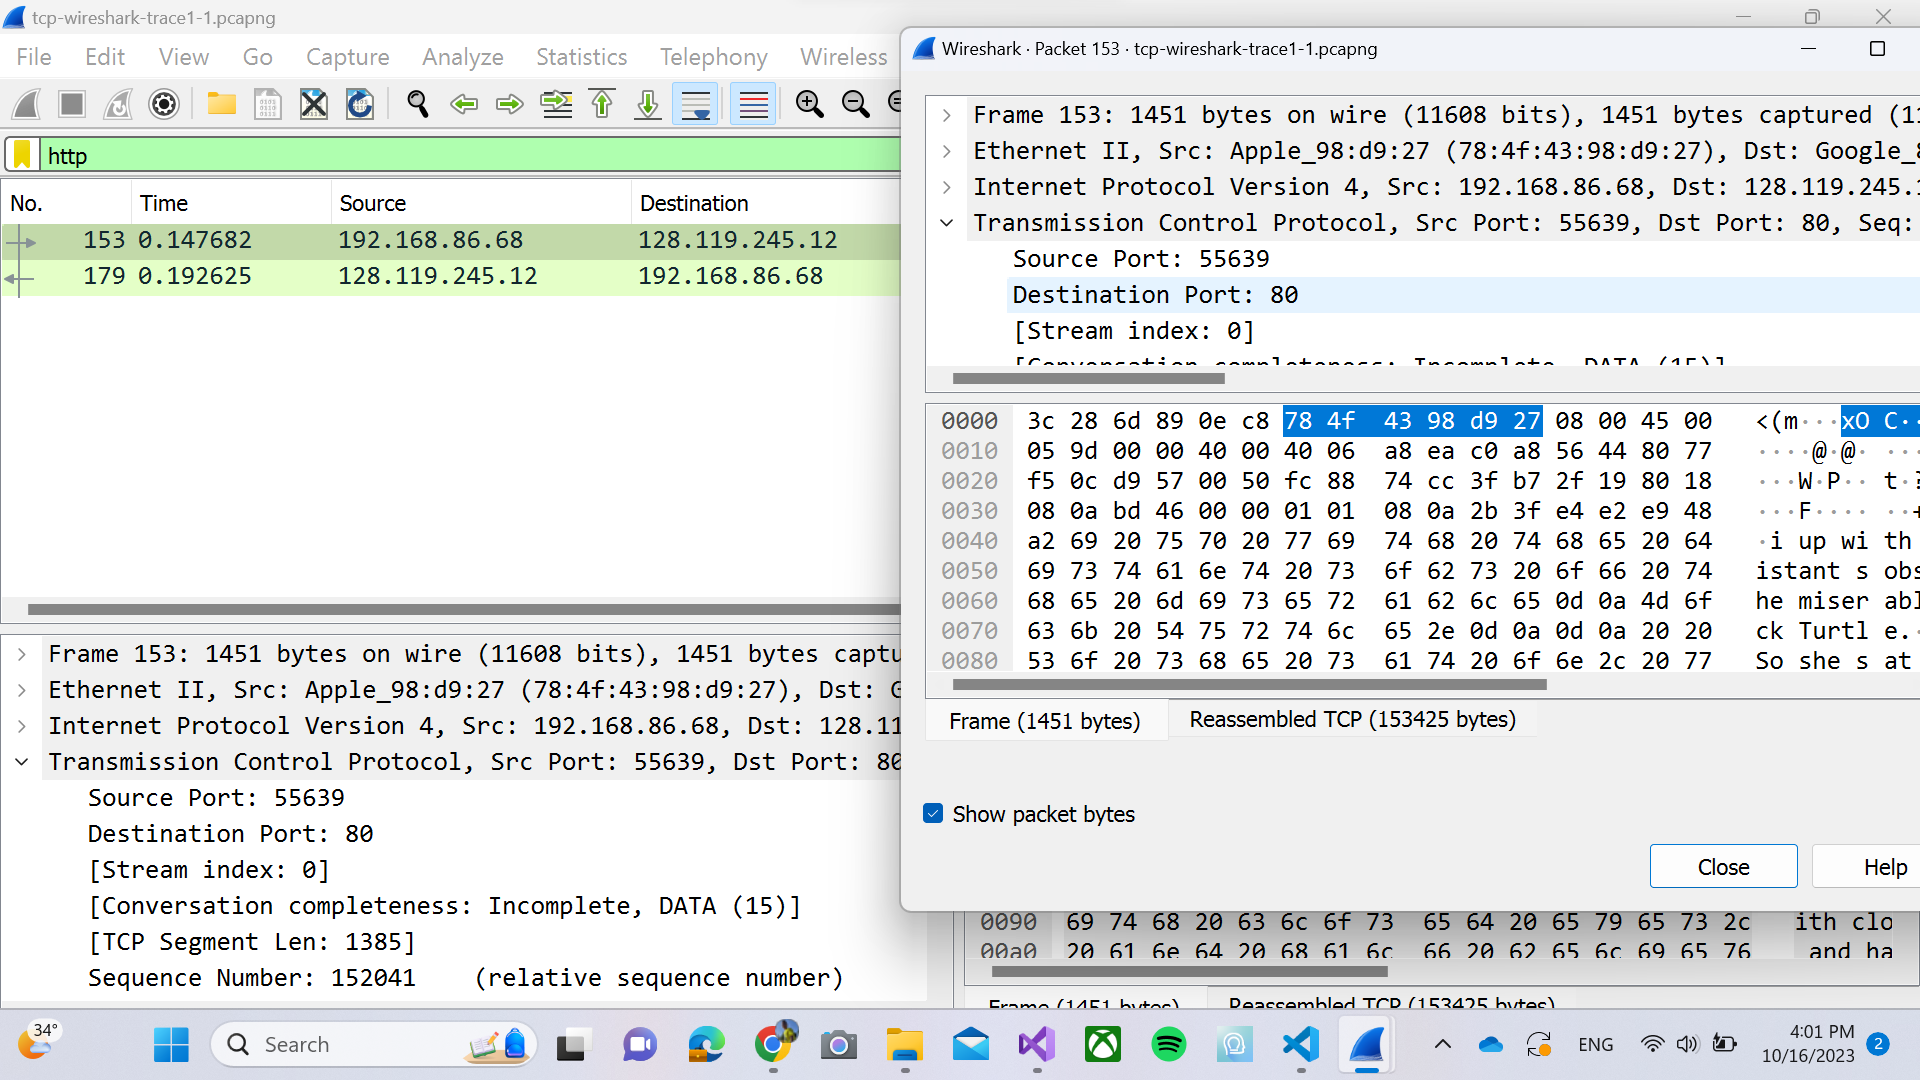 tcp-wireshark-trace1-1.pcapng
File Edit View Go Capture Analyze Statistics Telephony Wireless
http
No. Time Source Destination
153 0.147682 192.168.86.68 128.119.245.12
179 0.192625 128.119.245.12 192.168.86.68
Frame 153: 1451 bytes on wire (11608 bits), 1451 bytes captu
Ethernet II, Src: Apple_98:d9:27 (78:4f:43:98:d9:27), Dst: G
Internet Protocol Version 4, Src: 192.168.86.68, Dst: 128.11
Transmission Control Protocol, Src Port: 55639, Dst Port: 80
Source Port: 55639
Destination Port: 80
[Stream index: 0]
[Conversation completeness: Incomplete, DATA (15)]
[TCP Segment Len: 1385]
Sequence Number: 152041 (relative sequence number)
Wireshark · Packet 153 · tcp-wireshark-trace1-1.pcapng
Frame 153: 1451 bytes on wire (11608 bits), 1451 bytes captured (11
Ethernet II, Src: Apple_98:d9:27 (78:4f:43:98:d9:27), Dst: Google_8
Internet Protocol Version 4, Src: 192.168.86.68, Dst: 128.119.245.1
Transmission Control Protocol, Src Port: 55639, Dst Port: 80, Seq:
Source Port: 55639
Destination Port: 80
[Stream index: 0]
[Conversation completeness: Incomplete, DATA (15)]
0000 3c 28 6d 89 0e c8 78 4f 43 98 d9 27 08 00 45 00 <(m···xO C··
0010 05 9d 00 00 40 00 40 06 a8 ea c0 a8 56 44 80 77 ····@·@· ···
0020 f5 0c d9 57 00 50 fc 88 74 cc 3f b7 2f 19 80 18 ···W·P·· t·?
0030 08 0a bd 46 00 00 01 01 08 0a 2b 3f e4 e2 e9 48 ···F···· ··+
0040 a2 69 20 75 70 20 77 69 74 68 20 74 68 65 20 64 ·i up wi th
0050 69 73 74 61 6e 74 20 73 6f 62 73 20 6f 66 20 74 istant s obs
0060 68 65 20 6d 69 73 65 72 61 62 6c 65 0d 0a 4d 6f he miser abl
0070 63 6b 20 54 75 72 74 6c 65 2e 0d 0a 0d 0a 20 20 ck Turtl e.·
0080 53 6f 20 73 68 65 20 73 61 74 20 6f 6e 2c 20 77 So she s at
Frame (1451 bytes) Reassembled TCP (153425 bytes)
Show packet bytes
Close Help
0090 69 74 68 20 63 6c 6f 73 65 64 20 65 79 65 73 2c ith clo
00a0 20 61 6e 64 20 68 61 6c 66 20 62 65 6c 69 65 76 and ha
Frame (1451 bytes) Reassembled TCP (153425 bytes)
34°
Search
ENG
4:01 PM
10/16/2023
2